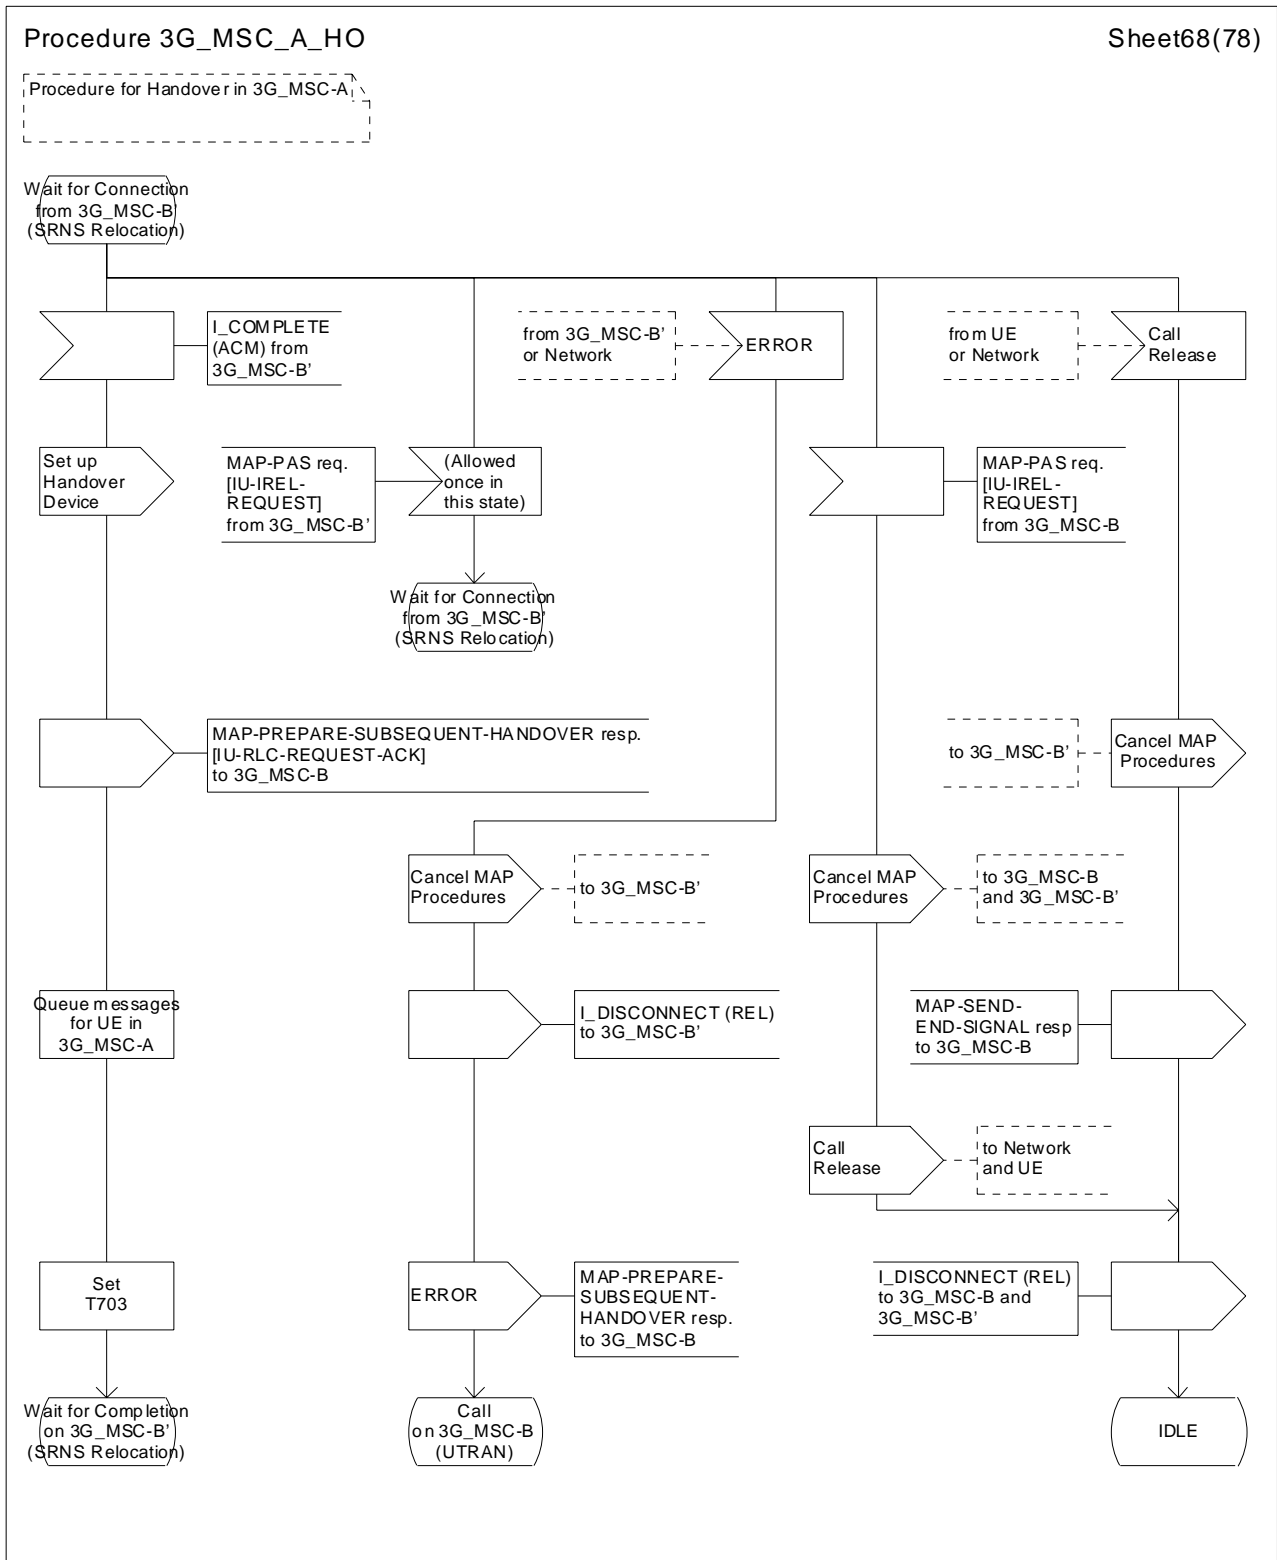 Procedure 3G_MSC_A_HO
Sheet68(78)
Procedure for Handover in 3G_MSC-A
Wait for Connection
from 3G_MSC-B'
(SRNS Relocation)
I_COMPLETE
(ACM) from
3G_MSC-B'
from 3G_MSC-B'
or Network
ERROR
from UE
or Network
Call
Release
Set up
Handover
Device
MAP-PAS req.
[IU-IREL-
REQUEST]
from 3G_MSC-B'
(Allowed
once in
this state)
MAP-PAS req.
[IU-IREL-
REQUEST]
from 3G_MSC-B
Wait for Connection
from 3G_MSC-B'
(SRNS Relocation)
MAP-PREPARE-SUBSEQUENT-HANDOVER resp.
[IU-RLC-REQUEST-ACK]
to 3G_MSC-B
to 3G_MSC-B'
Cancel MAP
Procedures
Cancel MAP
Procedures
to 3G_MSC-B'
Cancel MAP
Procedures
to 3G_MSC-B
and 3G_MSC-B'
Queue messages
for UE in
3G_MSC-A
I_DISCONNECT (REL)
to 3G_MSC-B'
MAP-SEND-
END-SIGNAL resp
to 3G_MSC-B
Call
Release
to Network
and UE
Set
T703
ERROR
MAP-PREPARE-
SUBSEQUENT-
HANDOVER resp.
to 3G_MSC-B
I_DISCONNECT (REL)
to 3G_MSC-B and
3G_MSC-B'
Wait for Completion
on 3G_MSC-B'
(SRNS Relocation)
Call
on 3G_MSC-B
(UTRAN)
IDLE